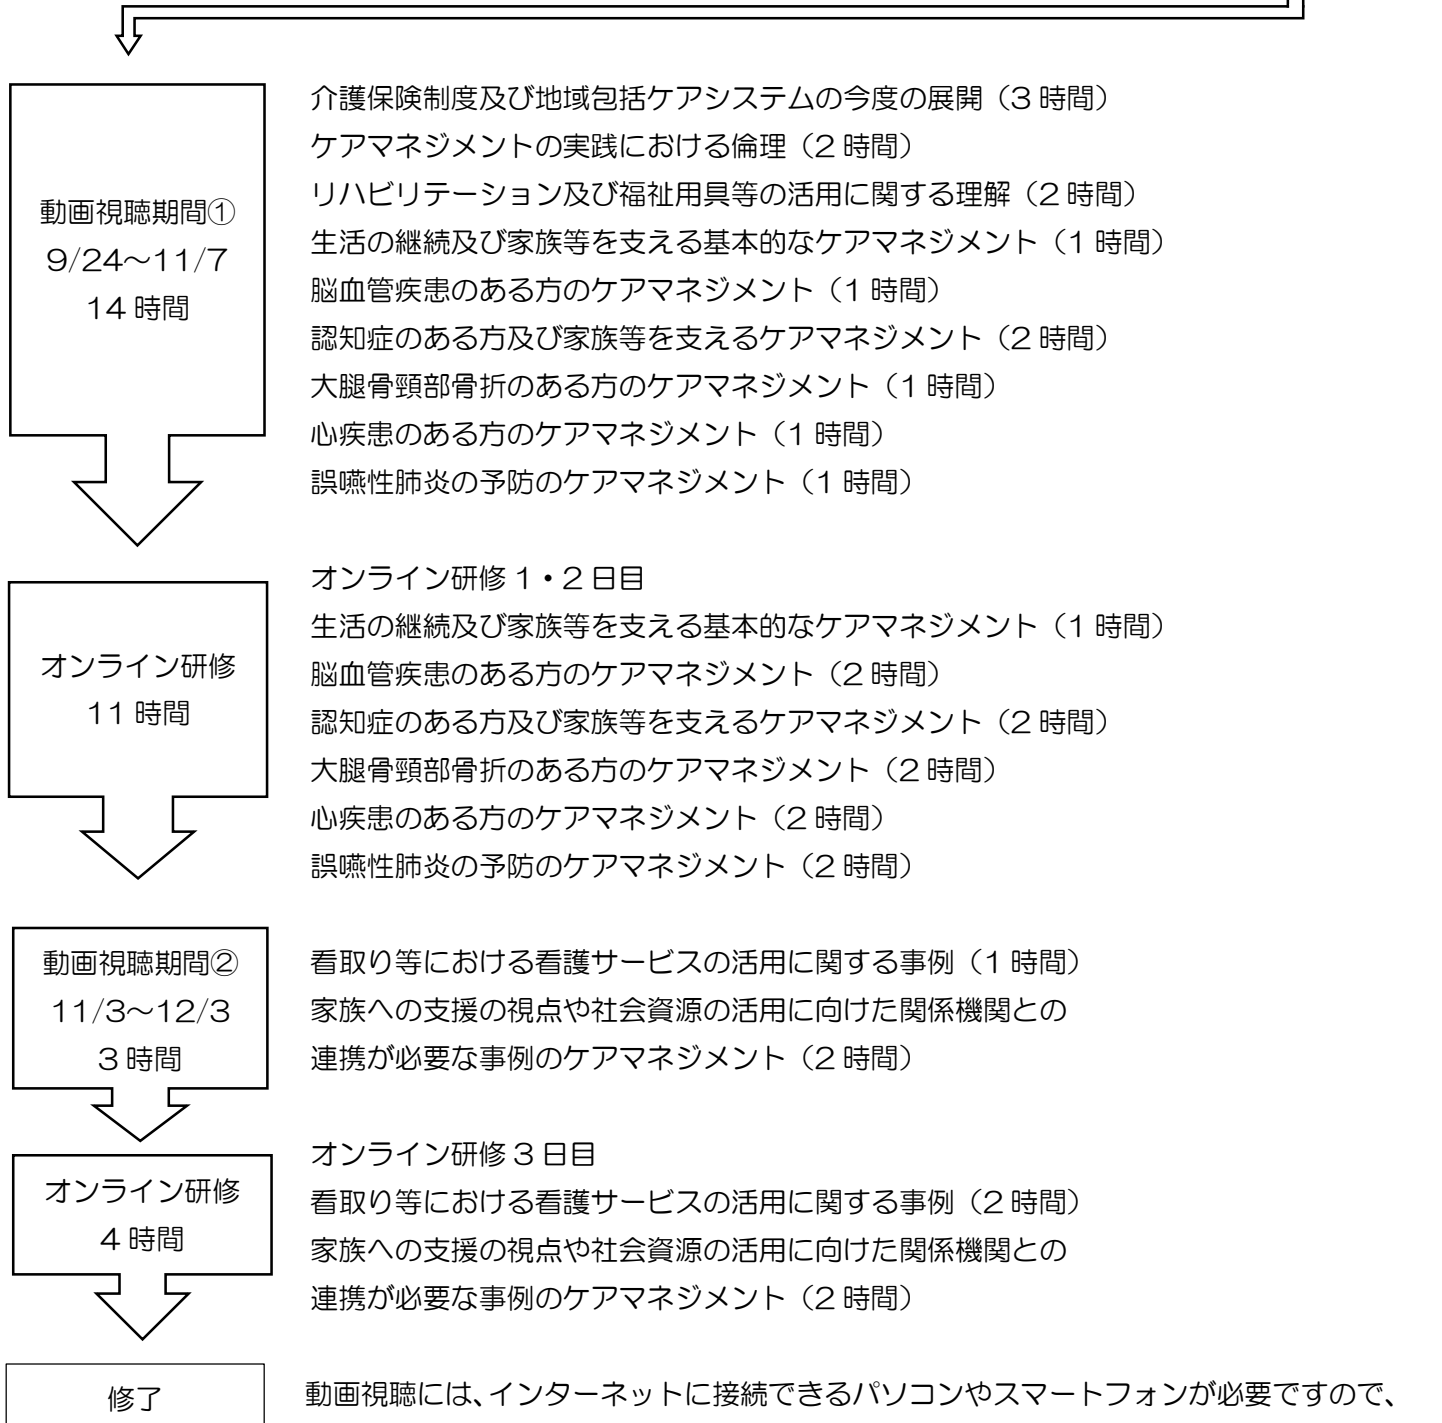 動画視聴期間①
9/24～11/7
14時間
介護保険制度及び地域包括ケアシステムの今度の展開（3時間）
ケアマネジメントの実践における倫理（2時間）
リハビリテーション及び福祉用具等の活用に関する理解（2時間）
生活の継続及び家族等を支える基本的なケアマネジメント（1時間）
脳血管疾患のある方のケアマネジメント（1時間）
認知症のある方及び家族等を支えるケアマネジメント（2時間）
大腿骨頸部骨折のある方のケアマネジメント（1時間）
心疾患のある方のケアマネジメント（1時間）
誤嚥性肺炎の予防のケアマネジメント（1時間）
オンライン研修
11時間
オンライン研修1・2日目
生活の継続及び家族等を支える基本的なケアマネジメント（1時間）
脳血管疾患のある方のケアマネジメント（2時間）
認知症のある方及び家族等を支えるケアマネジメント（2時間）
大腿骨頸部骨折のある方のケアマネジメント（2時間）
心疾患のある方のケアマネジメント（2時間）
誤嚥性肺炎の予防のケアマネジメント（2時間）
動画視聴期間②
11/3～12/3
3時間
看取り等における看護サービスの活用に関する事例（1時間）
家族への支援の視点や社会資源の活用に向けた関係機関との
連携が必要な事例のケアマネジメント（2時間）
オンライン研修
4時間
オンライン研修3日目
看取り等における看護サービスの活用に関する事例（2時間）
家族への支援の視点や社会資源の活用に向けた関係機関との
連携が必要な事例のケアマネジメント（2時間）
修了
動画視聴には、インターネットに接続できるパソコンやスマートフォンが必要ですので、